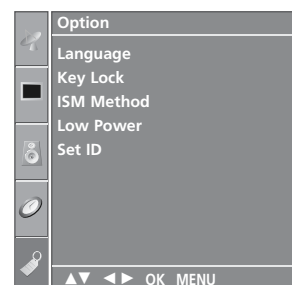 Option
Language
Key Lock
ISM Method
Low Power
Set ID
▲▼ ◄► OK MENU